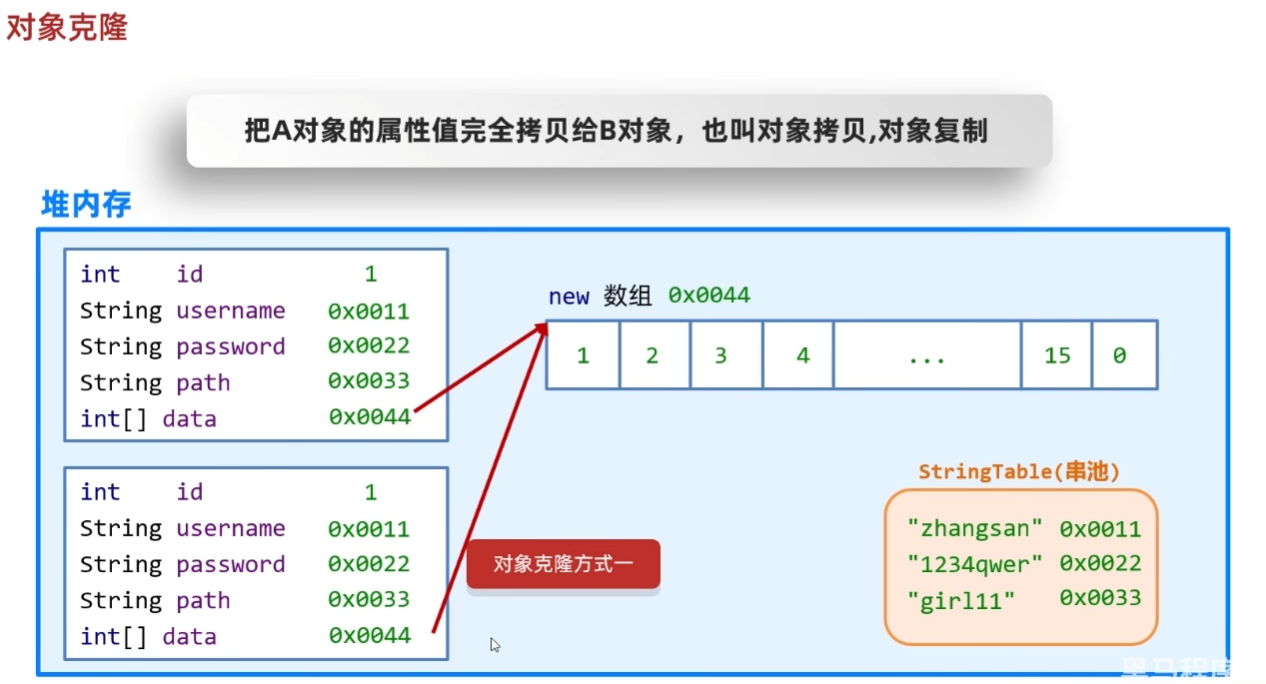 对象克隆
把A对象的属性值完全拷贝给B对象，也叫对象拷贝,对象复制
堆内存
int id 1
String username 0x0011
String password 0x0022
String path 0x0033
int[] data 0x0044
new 数组 0x0044
1 2 3 4 ... 15 0
int id 1
String username 0x0011
String password 0x0022
String path 0x0033
int[] data 0x0044
对象克隆方式一
StringTable(串池)
"zhangsan" 0x0011
"1234qwer" 0x0022
"girl11" 0x0033
黑马程序